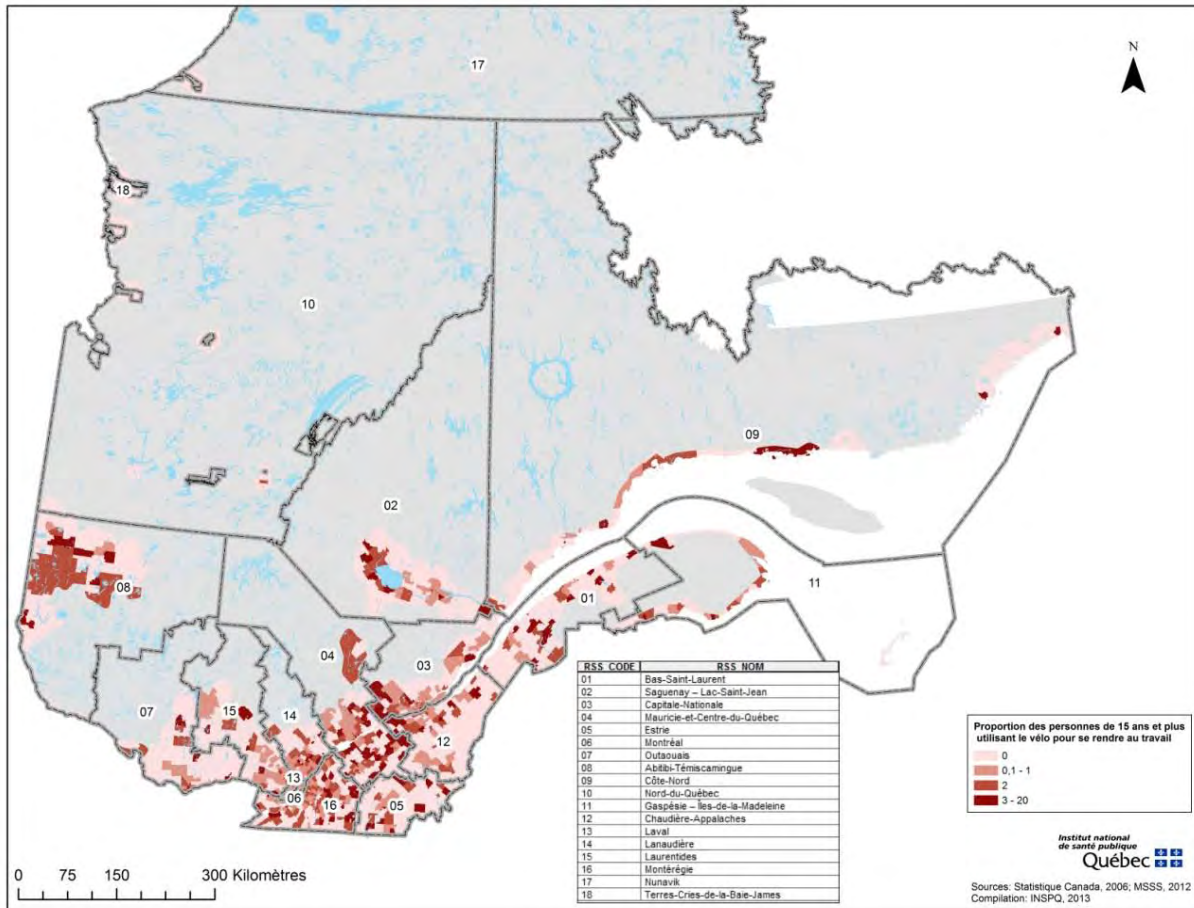 17
N
18
10
09
02
08
01
11
04
03
07
15
14
12
13
06
16
05
RSS CODE RSS NOM
01 Bas-Saint-Laurent
02 Saguenay – Lac-Saint-Jean
03 Capitale-Nationale
04 Mauricie-et-Centre-du-Québec
05 Estrie
06 Montréal
07 Outaouais
08 Abitibi-Témiscamingue
09 Côte-Nord
10 Nord-du-Québec
11 Gaspésie – Îles-de-la-Madeleine
12 Chaudière-Appalaches
13 Laval
14 Lanaudière
15 Laurentides
16 Montérégie
17 Nunavik
18 Terres-Cries-de-la-Baie-James
Proportion des personnes de 15 ans et plus
utilisant le vélo pour se rendre au travail
0
0,1 - 1
2
3 - 20
0 75 150 300 Kilomètres
Institut national
de santé publique
Québec
Sources: Statistique Canada, 2006; MSSS, 2012
Compilation: INSPQ, 2013